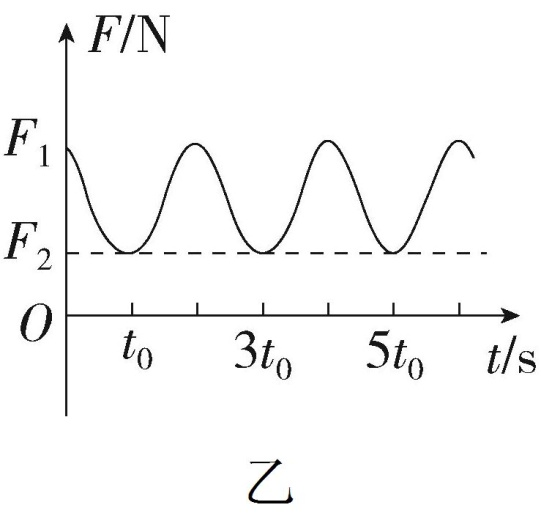 F/N
F₁
F₂
O
t₀ 3t₀ 5t₀ t/s
乙